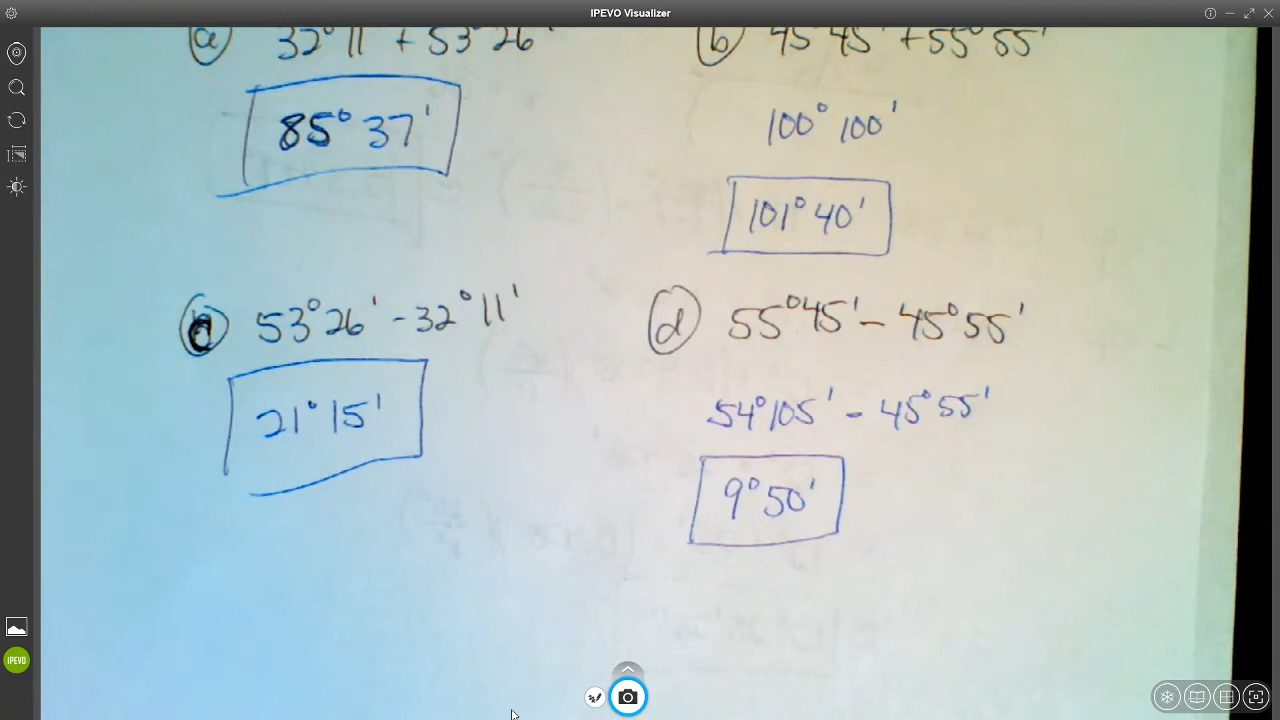 IPEVO Visualizer
(a) 32°11' + 53°26'
85°37'
(b) 45°45' + 55°55'
100°100'
101°40'
(c) 53°26' - 32°11'
21°15'
(d) 55°45' - 45°55'
54°105' - 45°55'
9°50'
IPEVO